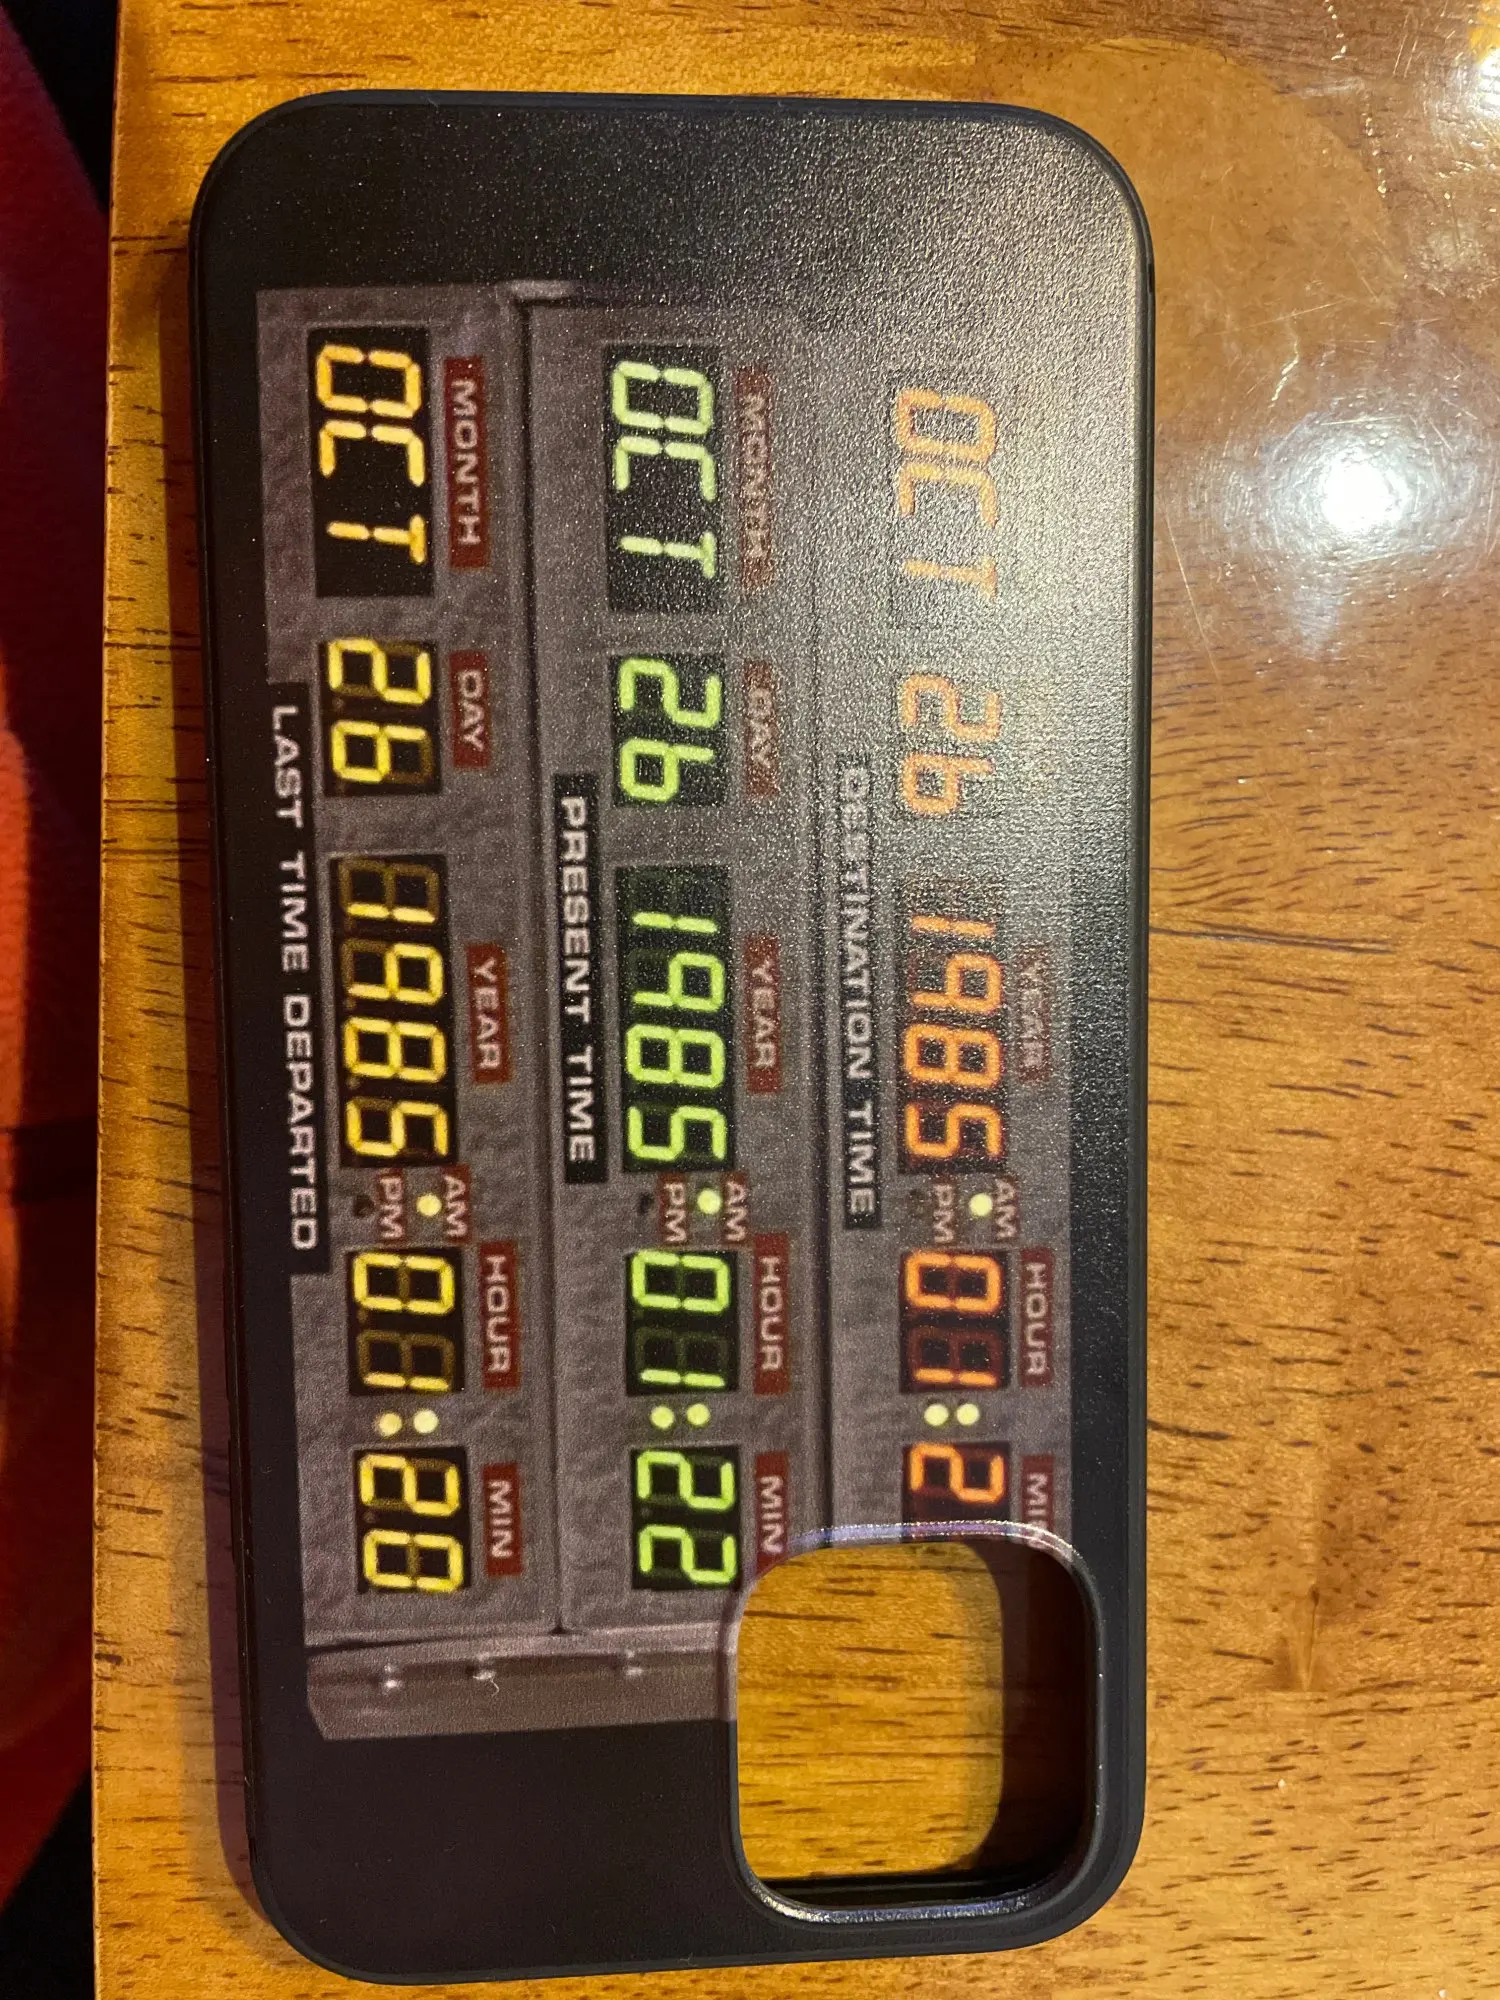 MONTH DAY YEAR AM PM HOUR MIN
OCT 26 1985 01:2
DESTINATION TIME
MONTH DAY YEAR AM PM HOUR MIN
OCT 26 1985 01:22
PRESENT TIME
MONTH DAY YEAR AM PM HOUR MIN
OCT 26 1985 01:20
LAST TIME DEPARTED